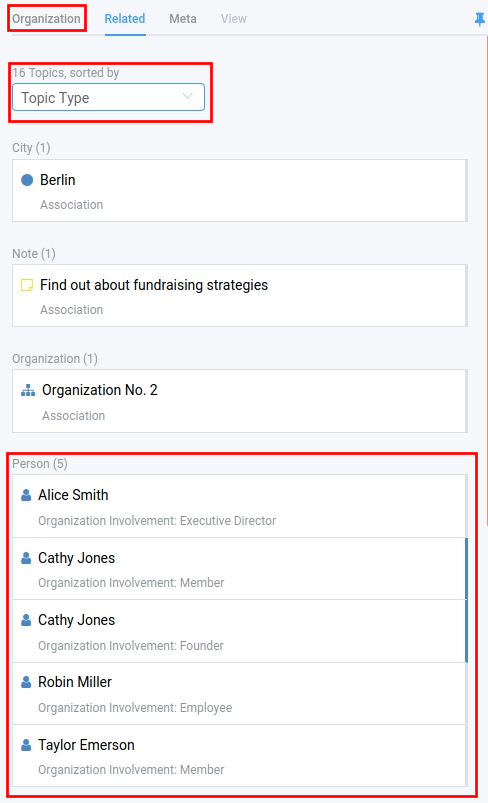 Organization Related Meta View
16 Topics, sorted by
Topic Type
City (1)
Berlin
Association
Note (1)
Find out about fundraising strategies
Association
Organization (1)
Organization No. 2
Association
Person (5)
Alice Smith
Organization Involvement: Executive Director
Cathy Jones
Organization Involvement: Member
Cathy Jones
Organization Involvement: Founder
Robin Miller
Organization Involvement: Employee
Taylor Emerson
Organization Involvement: Member